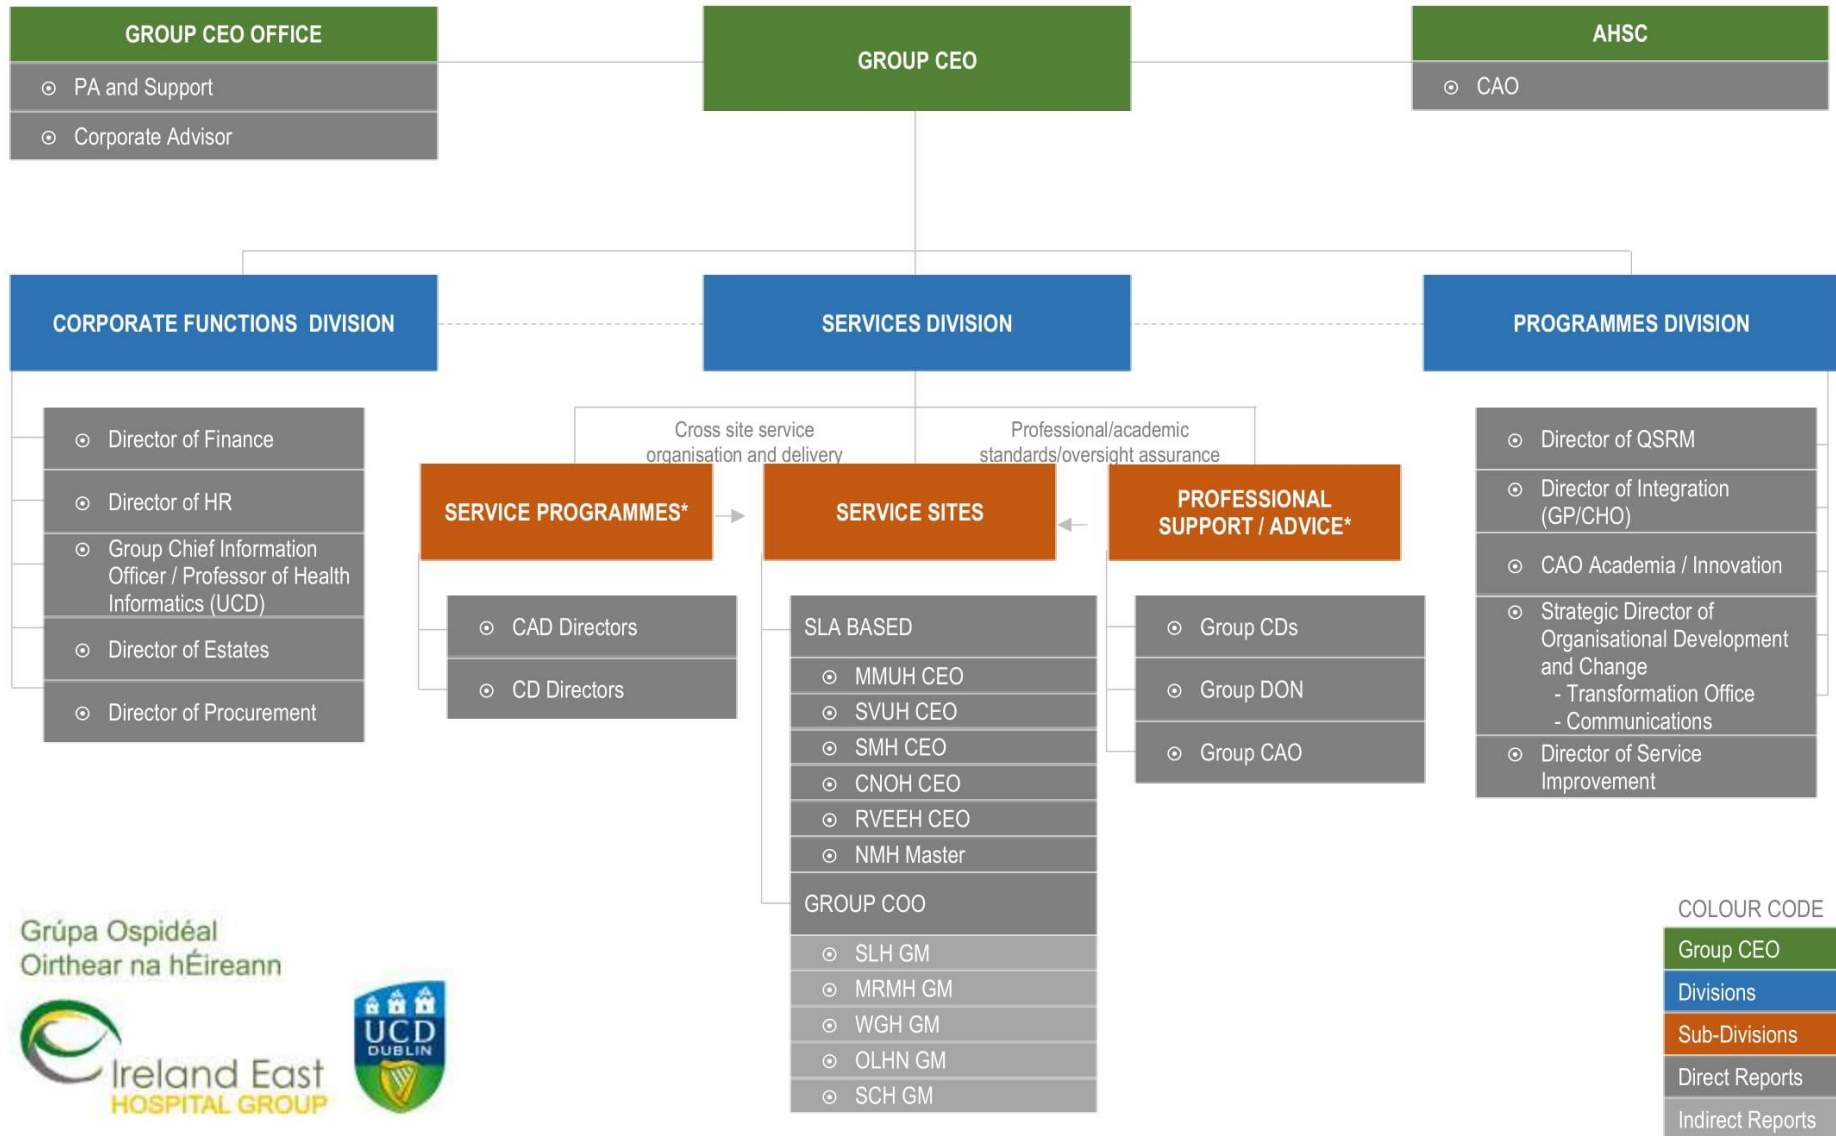 GROUP CEO OFFICE
PA and Support
Corporate Advisor
GROUP CEO
AHSC
CAO
CORPORATE FUNCTIONS DIVISION
SERVICES DIVISION
PROGRAMMES DIVISION
Director of Finance
Director of HR
Group Chief Information
Officer / Professor of Health
Informatics (UCD)
Director of Estates
Director of Procurement
Cross site service
organisation and delivery
Professional/academic
standards/oversight assurance
SERVICE PROGRAMMES*
CAD Directors
CD Directors
SERVICE SITES
SLA BASED
MMUH CEO
SVUH CEO
SMH CEO
CNOH CEO
RVEEH CEO
NMH Master
GROUP COO
SLH GM
MRMH GM
WGH GM
OLHN GM
SCH GM
PROFESSIONAL
SUPPORT / ADVICE*
Group CDs
Group DON
Group CAO
Director of QSRM
Director of Integration
(GP/CHO)
CAO Academia / Innovation
Strategic Director of
Organisational Development
and Change
- Transformation Office
- Communications
Director of Service
Improvement
Grúpa Ospidéal
Oirthear na hÉireann
Ireland East
HOSPITAL GROUP
UCD
DUBLIN
COLOUR CODE
Group CEO
Divisions
Sub-Divisions
Direct Reports
Indirect Reports